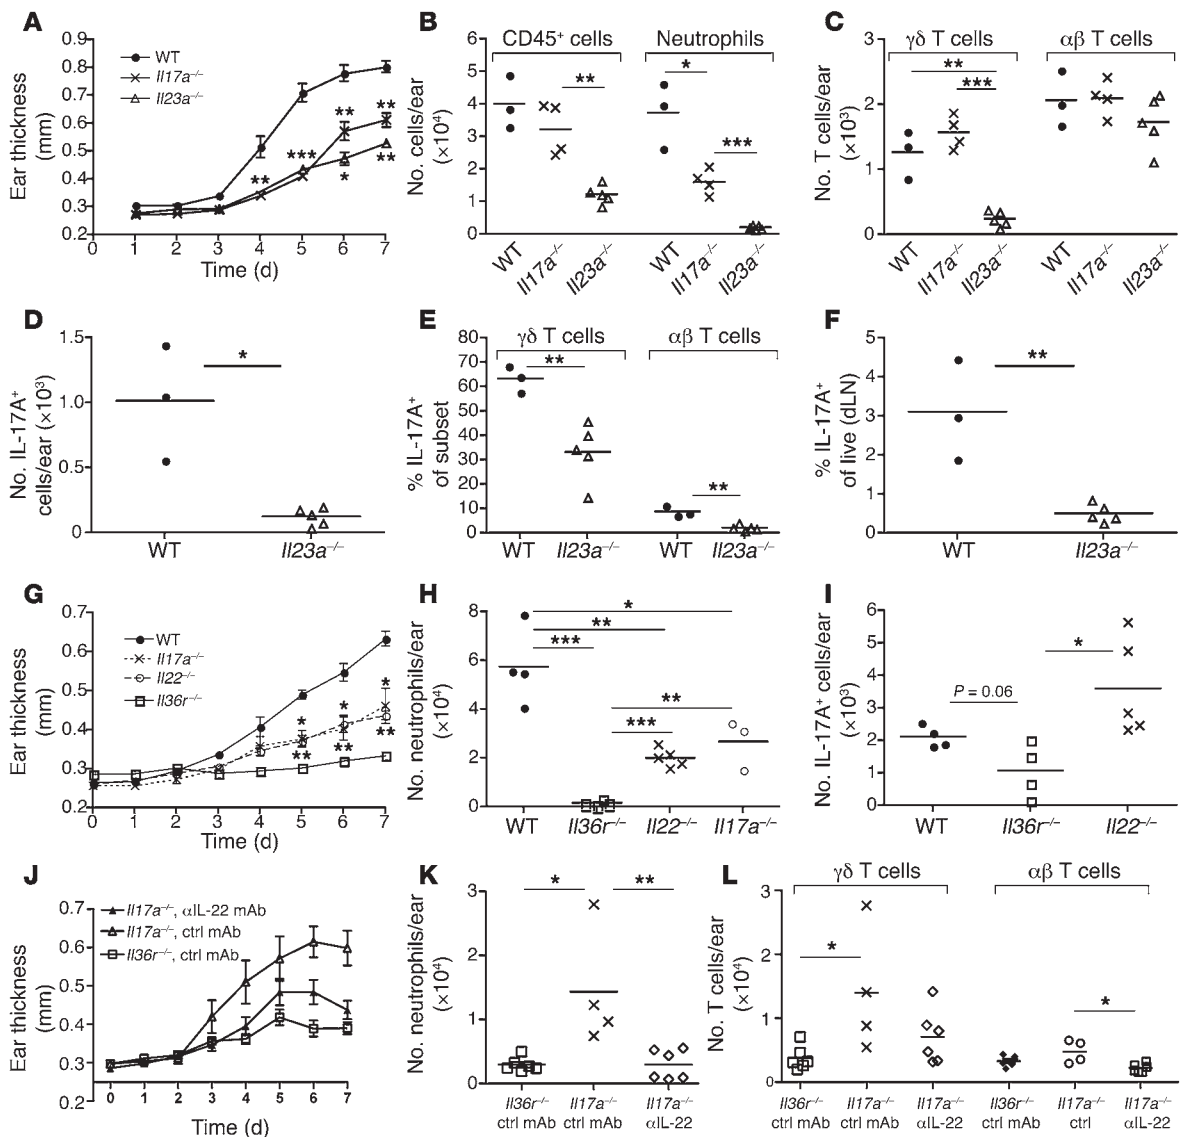 A
Ear thickness
(mm)
0.9
0.8
0.7
0.6
0.5
0.4
0.3
0.2
WT
Il17a–/–
Il23a–/–
** *** ** * ** **
0 1 2 3 4 5 6 7
Time (d)
B
No. cells/ear
(×10⁴)
CD45⁺ cells Neutrophils
6
5
4
3
2
1
0
** * ***
WT Il17a–/– Il23a–/– WT Il17a–/– Il23a–/–
C
No. T cells/ear
(×10³)
γδ T cells αβ T cells
3
2
1
0
**
***
WT Il17a–/– Il23a–/– WT Il17a–/– Il23a–/–
D
No. IL-17A⁺
cells/ear (×10³)
1.5
1.0
0.5
0
*
WT Il23a–/–
E
% IL-17A⁺
of subset
γδ T cells αβ T cells
80
70
60
50
40
30
20
10
0
** **
WT Il23a–/– WT Il23a–/–
F
% IL-17A⁺
of live (dLN)
5
4
3
2
1
0
**
WT Il23a–/–
G
Ear thickness
(mm)
0.7
0.6
0.5
0.4
0.3
0.2
WT
Il17a–/–
Il22–/–
Il36r–/–
* * *
** ** **
0 1 2 3 4 5 6 7
Time (d)
H
No. neutrophils/ear
(×10⁴)
8
6
4
2
0
*
**
***
**
***
WT Il36r–/– Il22–/– Il17a–/–
I
No. IL-17A⁺ cells/ear
(×10³)
6
5
4
3
2
1
0
P = 0.06
*
WT Il36r–/– Il22–/–
J
Ear thickness
(mm)
0.7
0.6
0.5
0.4
0.3
0.2
Il17a–/–, αIL-22 mAb
Il17a–/–, ctrl mAb
Il36r–/–, ctrl mAb
0 1 2 3 4 5 6 7
Time (d)
K
No. neutrophils/ear
(×10⁴)
3
2
1
0
* **
Il36r–/– Il17a–/– Il17a–/–
ctrl mAb ctrl mAb αIL-22
L
No. T cells/ear
(×10⁴)
γδ T cells αβ T cells
3
2
1
0
* *
Il36r–/– Il17a–/– Il17a–/– Il36r–/– Il17a–/– Il17a–/–
ctrl mAb ctrl mAb αIL-22 ctrl mAb ctrl αIL-22